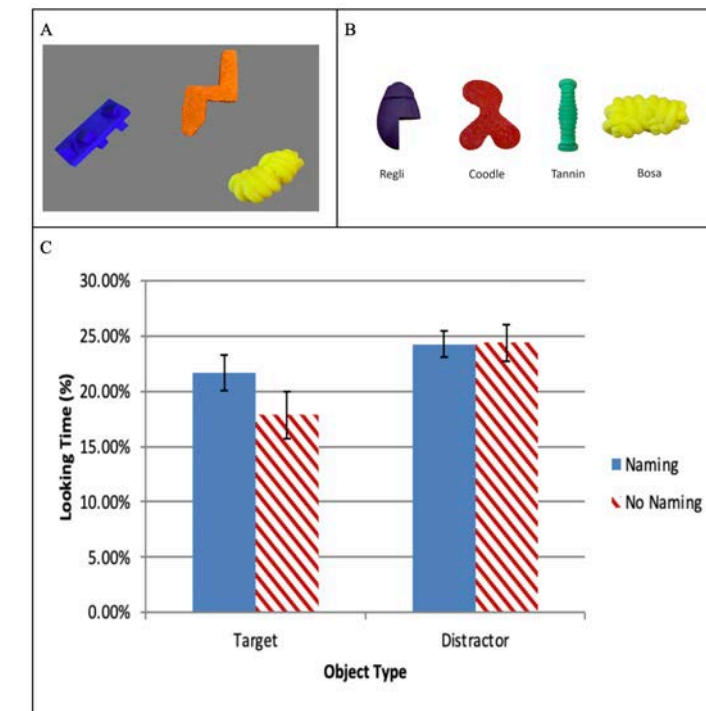 A
B
Regli
Coodle
Tannin
Bosa
C
30.00%
25.00%
20.00%
15.00%
10.00%
5.00%
0.00%
Looking Time (%)
Target
Distractor
Object Type
Naming
No Naming